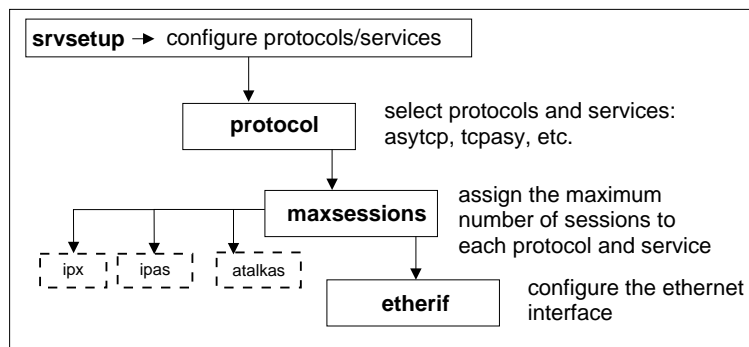 srvsetup → configure protocols/services
protocol
select protocols and services:
asytcp, tcpasy, etc.
maxsessions
assign the maximum
number of sessions to
each protocol and service
ipx
ipas
atalkas
etherif
configure the ethernet
interface